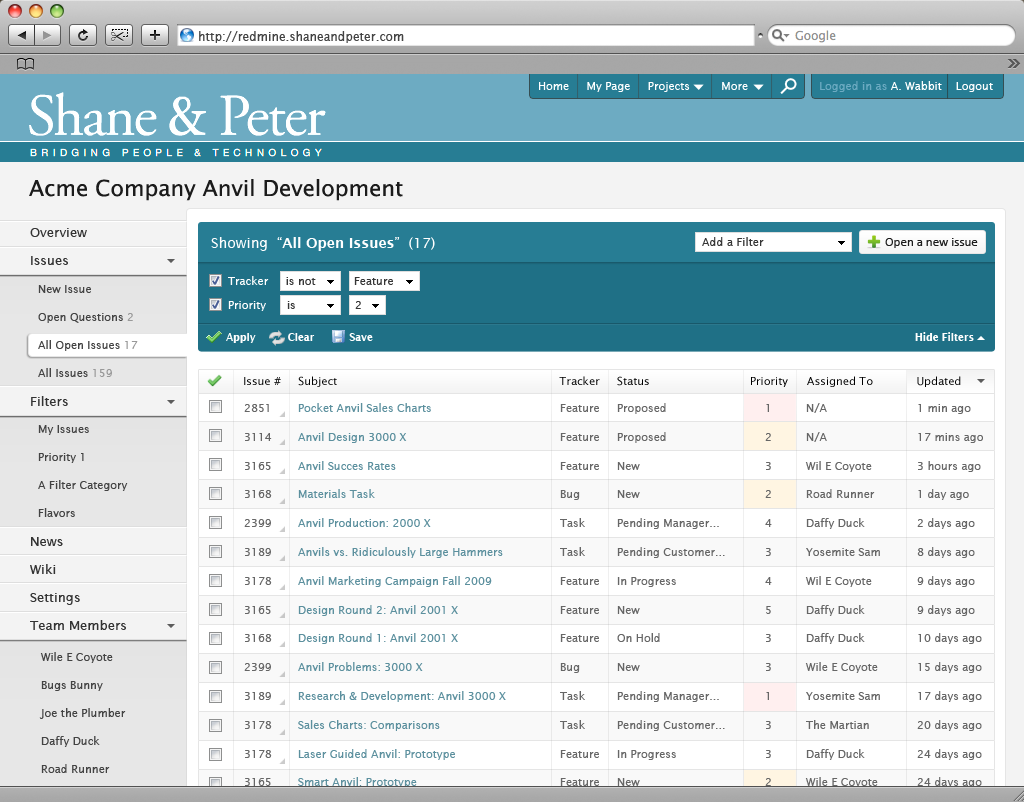 http://redmine.shaneandpeter.com
Google
Home My Page Projects More Logged in as A. Wabbit Logout
Shane & Peter
BRIDGING PEOPLE & TECHNOLOGY
Acme Company Anvil Development
Overview
Issues
New Issue
Open Questions 2
All Open Issues 17
All Issues 159
Filters
My Issues
Priority 1
A Filter Category
Flavors
News
Wiki
Settings
Team Members
Wile E Coyote
Bugs Bunny
Joe the Plumber
Daffy Duck
Road Runner
Showing “All Open Issues” (17)
Add a Filter Open a new issue
Tracker is not Feature
Priority is 2
Apply Clear Save Hide Filters
Issue # Subject Tracker Status Priority Assigned To Updated
2851 Pocket Anvil Sales Charts Feature Proposed 1 N/A 1 min ago
3114 Anvil Design 3000 X Feature Proposed 2 N/A 17 mins ago
3165 Anvil Succes Rates Feature New 3 Wil E Coyote 3 hours ago
3168 Materials Task Bug New 2 Road Runner 1 day ago
2399 Anvil Production: 2000 X Task Pending Manager... 4 Daffy Duck 2 days ago
3189 Anvils vs. Ridiculously Large Hammers Task Pending Customer... 3 Yosemite Sam 8 days ago
3178 Anvil Marketing Campaign Fall 2009 Feature In Progress 4 Wil E Coyote 9 days ago
3165 Design Round 2: Anvil 2001 X Feature New 5 Daffy Duck 9 days ago
3168 Design Round 1: Anvil 2001 X Feature On Hold 3 Daffy Duck 10 days ago
2399 Anvil Problems: 3000 X Bug New 3 Wile E Coyote 15 days ago
3189 Research & Development: Anvil 3000 X Task Pending Manager... 1 Yosemite Sam 17 days ago
3178 Sales Charts: Comparisons Task Pending Customer... 3 The Martian 20 days ago
3178 Laser Guided Anvil: Prototype Feature In Progress 3 Daffy Duck 24 days ago
3165 Smart Anvil: Prototype Feature New 2 Wile E Coyote 24 days ago